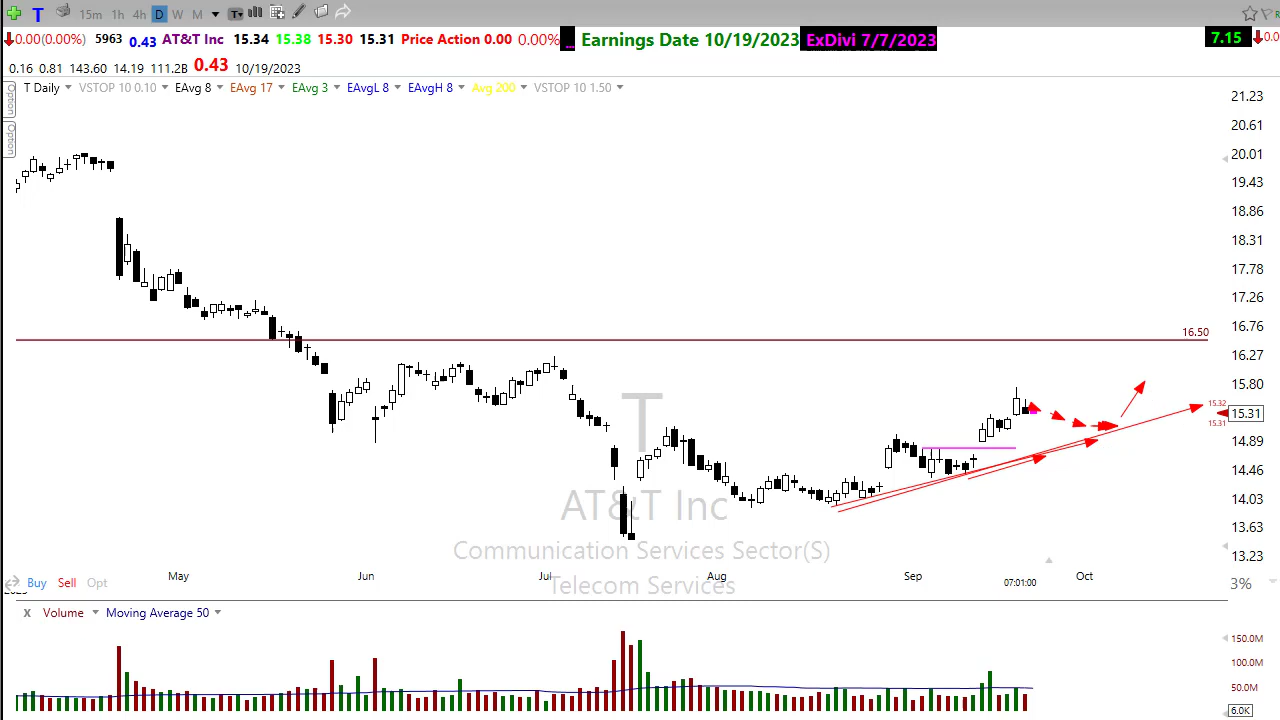 T 15m 1h 4h D W M T
0.00(0.00%) 5963 0.43 AT&T Inc 15.34 15.38 15.30 15.31 Price Action 0.00 0.00% ... Earnings Date 10/19/2023 ExDivi 7/7/2023 7.15
0.16 0.81 143.60 14.19 111.2B 0.43 10/19/2023
T Daily VSTOP 10 0.10 EAvg 8 EAvg 17 EAvg 3 EAvgL 8 EAvgH 8 Avg 200 VSTOP 10 1.50
Option
Option
21.23
20.61
20.01
19.43
18.86
18.31
17.78
17.26
16.76
16.50
16.27
15.80
15.32
15.31
15.31
14.89
14.46
14.03
13.63
13.23
T
AT&T Inc
Communication Services Sector(S)
Telecom Services
May Jun Jul Aug Sep Oct
07:01:00
Buy Sell Opt
3%
X Volume Moving Average 50
150.0M
100.0M
50.0M
6.0K